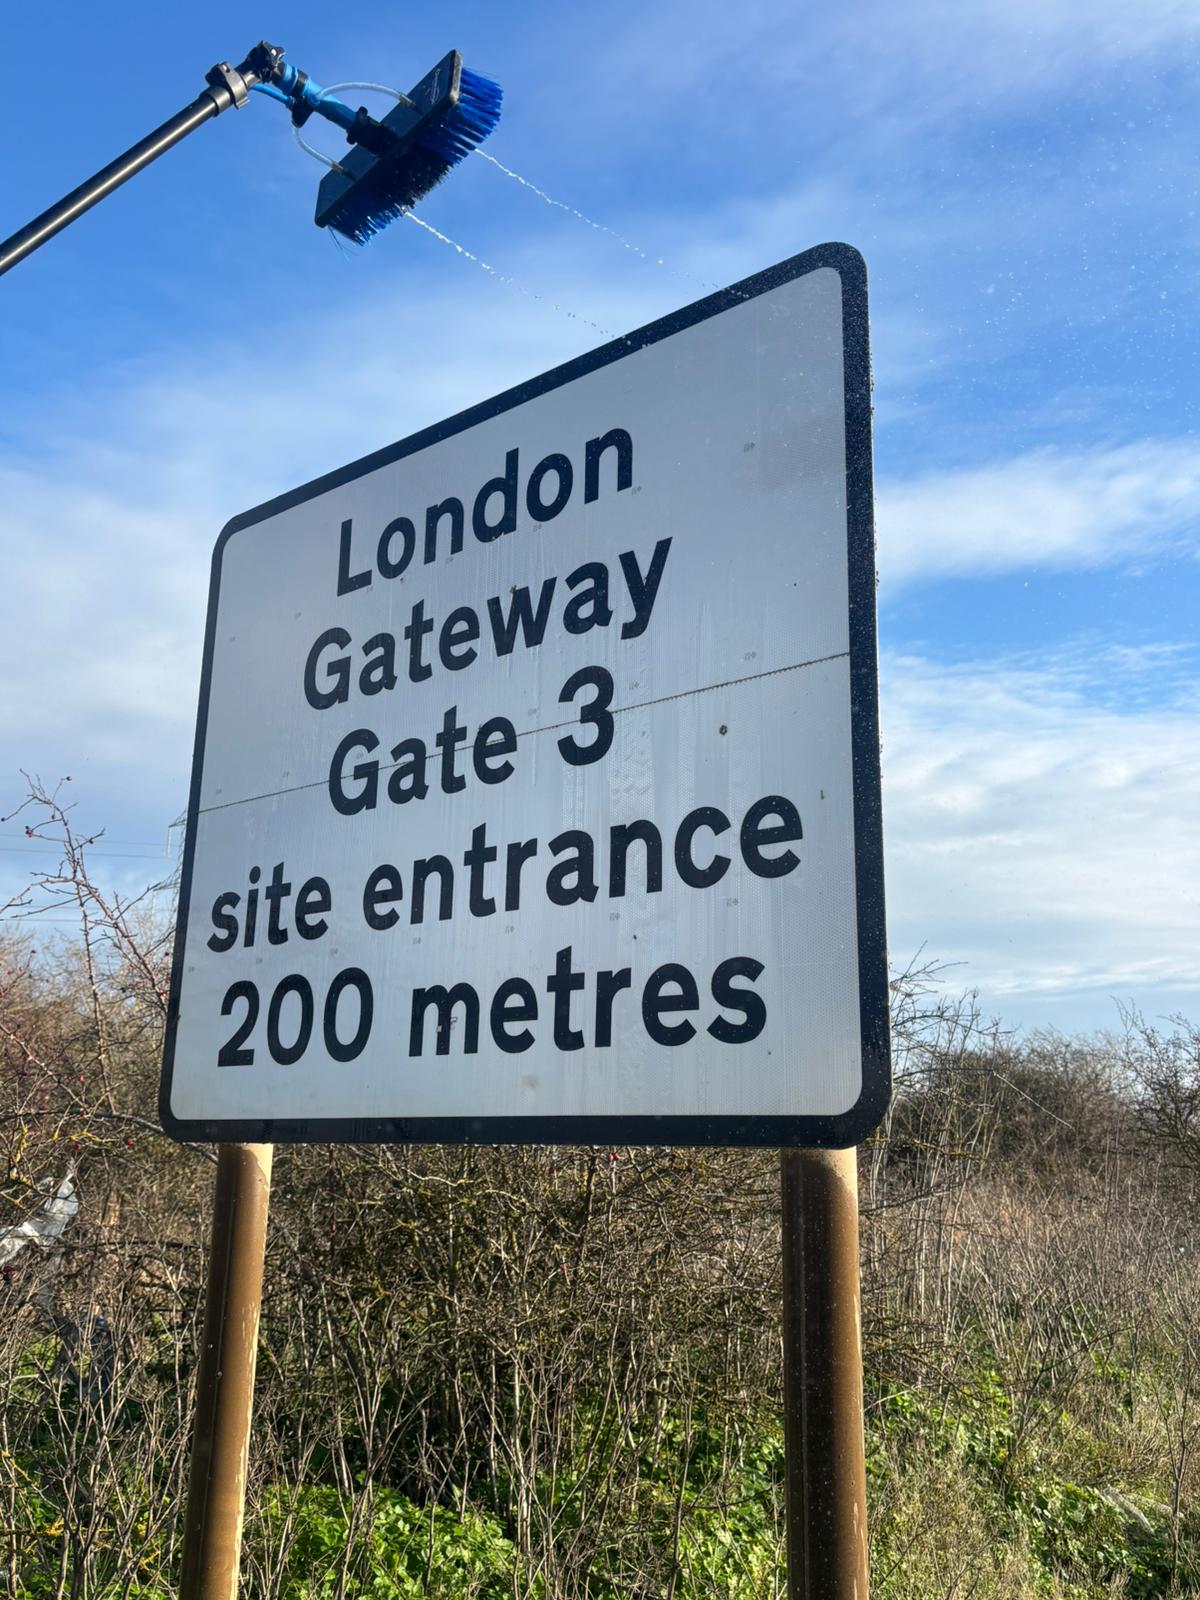 London
Gateway
Gate 3
site entrance
200 metres